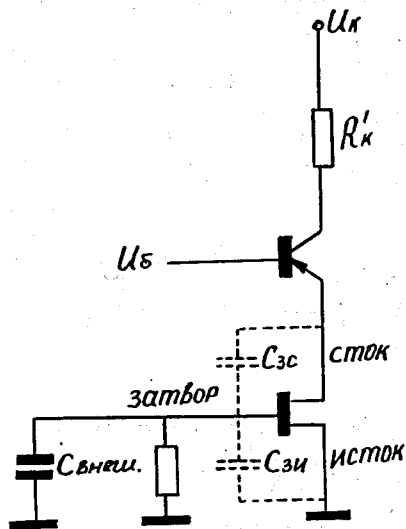 Uк
R'к
Uб
Cзс
сток
затвор
Cвнеш.
Cзи
исток